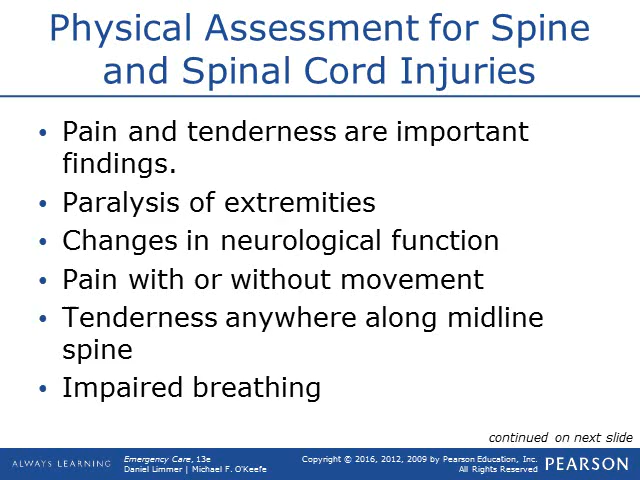 Physical Assessment for Spine
and Spinal Cord Injuries
• Pain and tenderness are important
findings.
• Paralysis of extremities
• Changes in neurological function
• Pain with or without movement
• Tenderness anywhere along midline
spine
• Impaired breathing
continued on next slide
ALWAYS LEARNING
Emergency Care, 13e
Daniel Limmer | Michael F. O'Keefe
Copyright © 2016, 2012, 2009 by Pearson Education, Inc.
All Rights Reserved
PEARSON